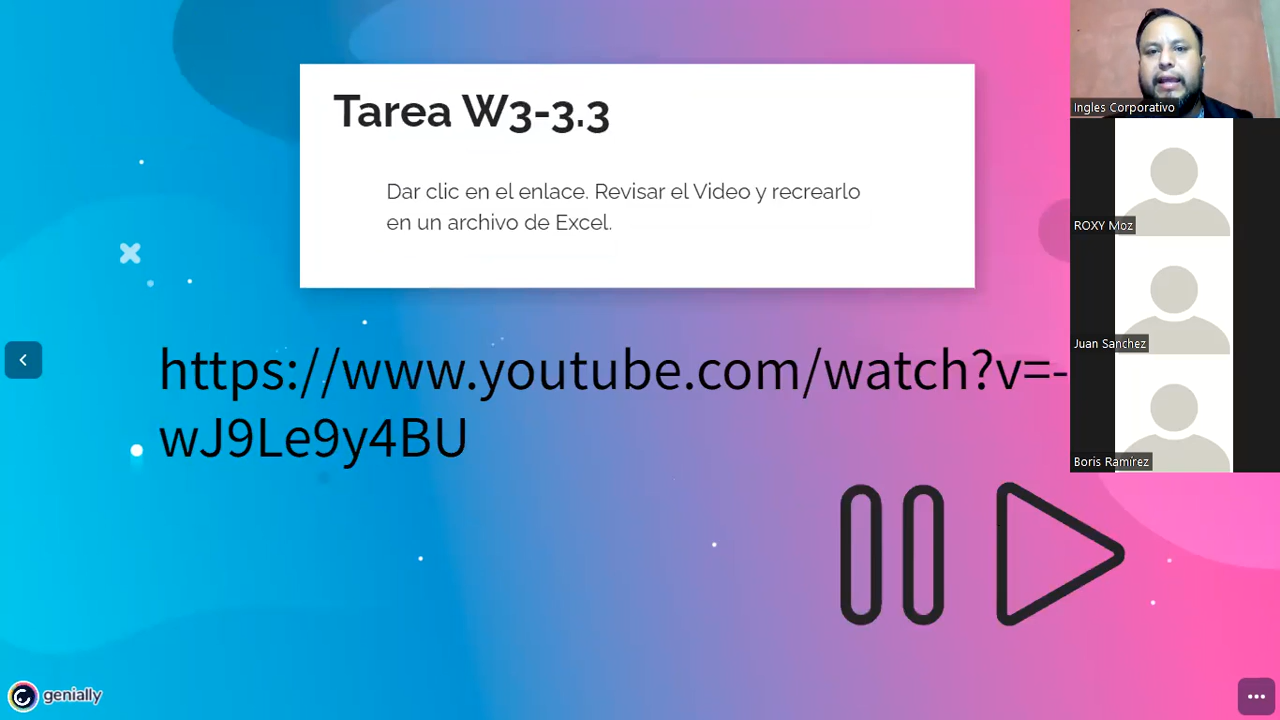 Tarea W3-3.3
Dar clic en el enlace. Revisar el Video y recrearlo
en un archivo de Excel.
https://www.youtube.com/watch?v=-
wJ9Le9y4BU
Ingles Corporativo
ROXY Moz
Juan Sanchez
Boris Ramírez
genially